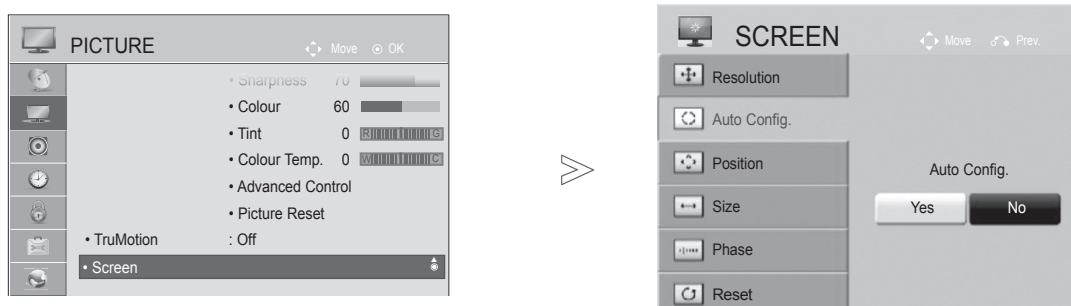 PICTURE
Move OK
• Sharpness 70
• Colour 60
• Tint 0 R G
• Colour Temp. 0 W C
• Advanced Control
• Picture Reset
• TruMotion : Off
• Screen
SCREEN
Move Prev.
Resolution
Auto Config.
Position
Size
Phase
Reset
Auto Config.
Yes No